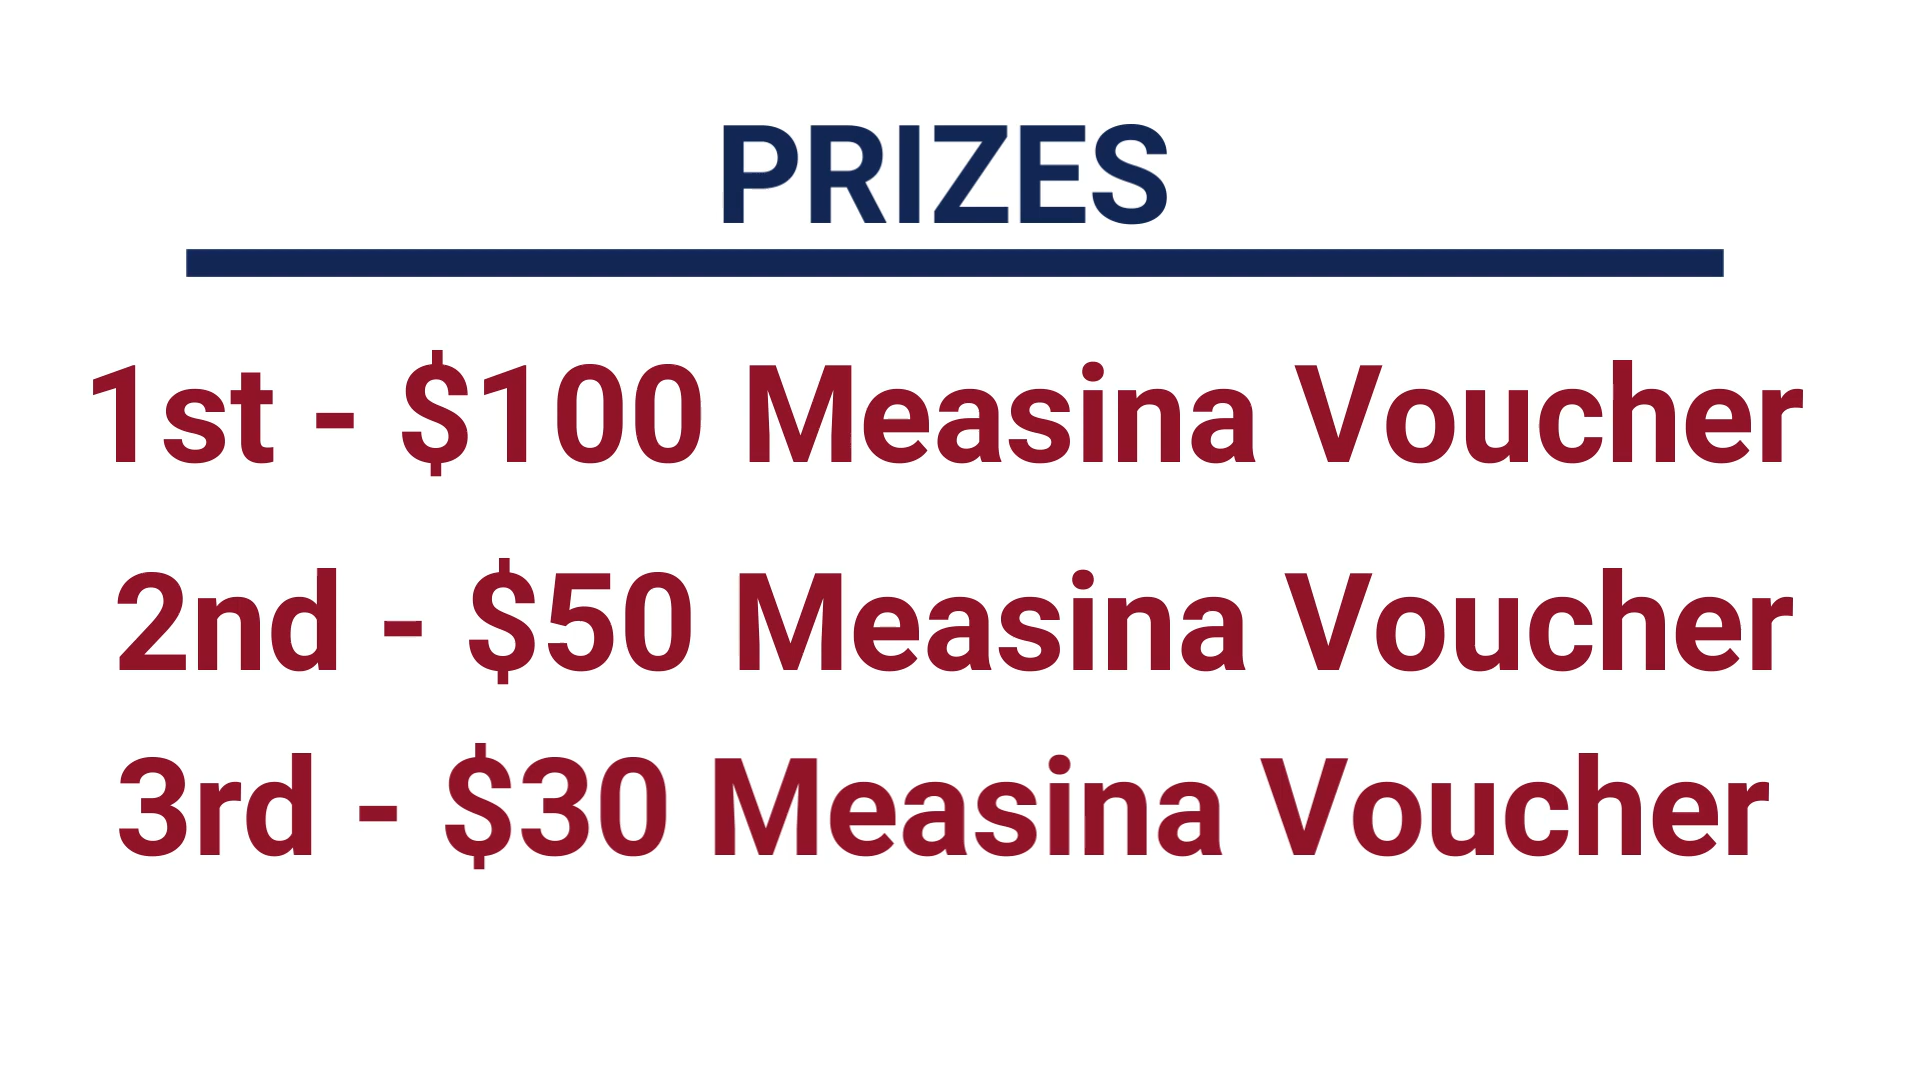 PRIZES
1st - $100 Measina Voucher
2nd - $50 Measina Voucher
3rd - $30 Measina Voucher